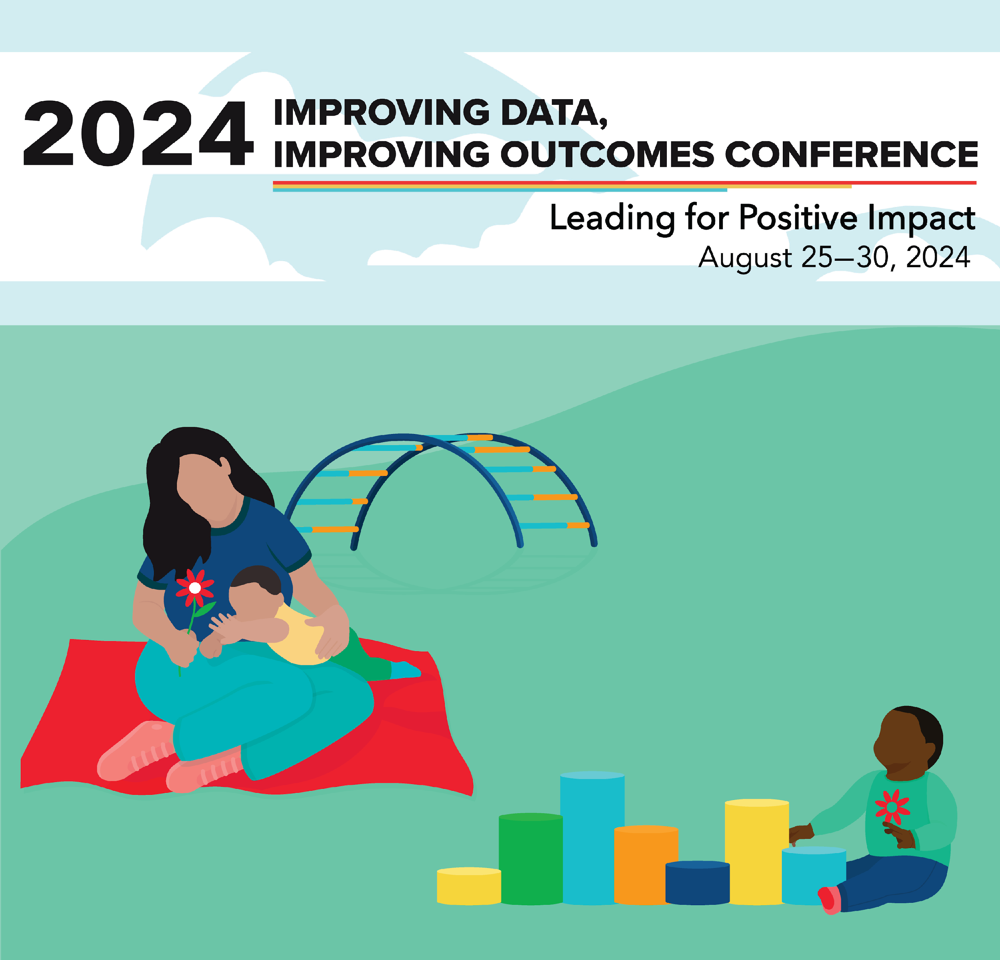 2024 IMPROVING DATA,
IMPROVING OUTCOMES CONFERENCE
Leading for Positive Impact
August 25—30, 2024